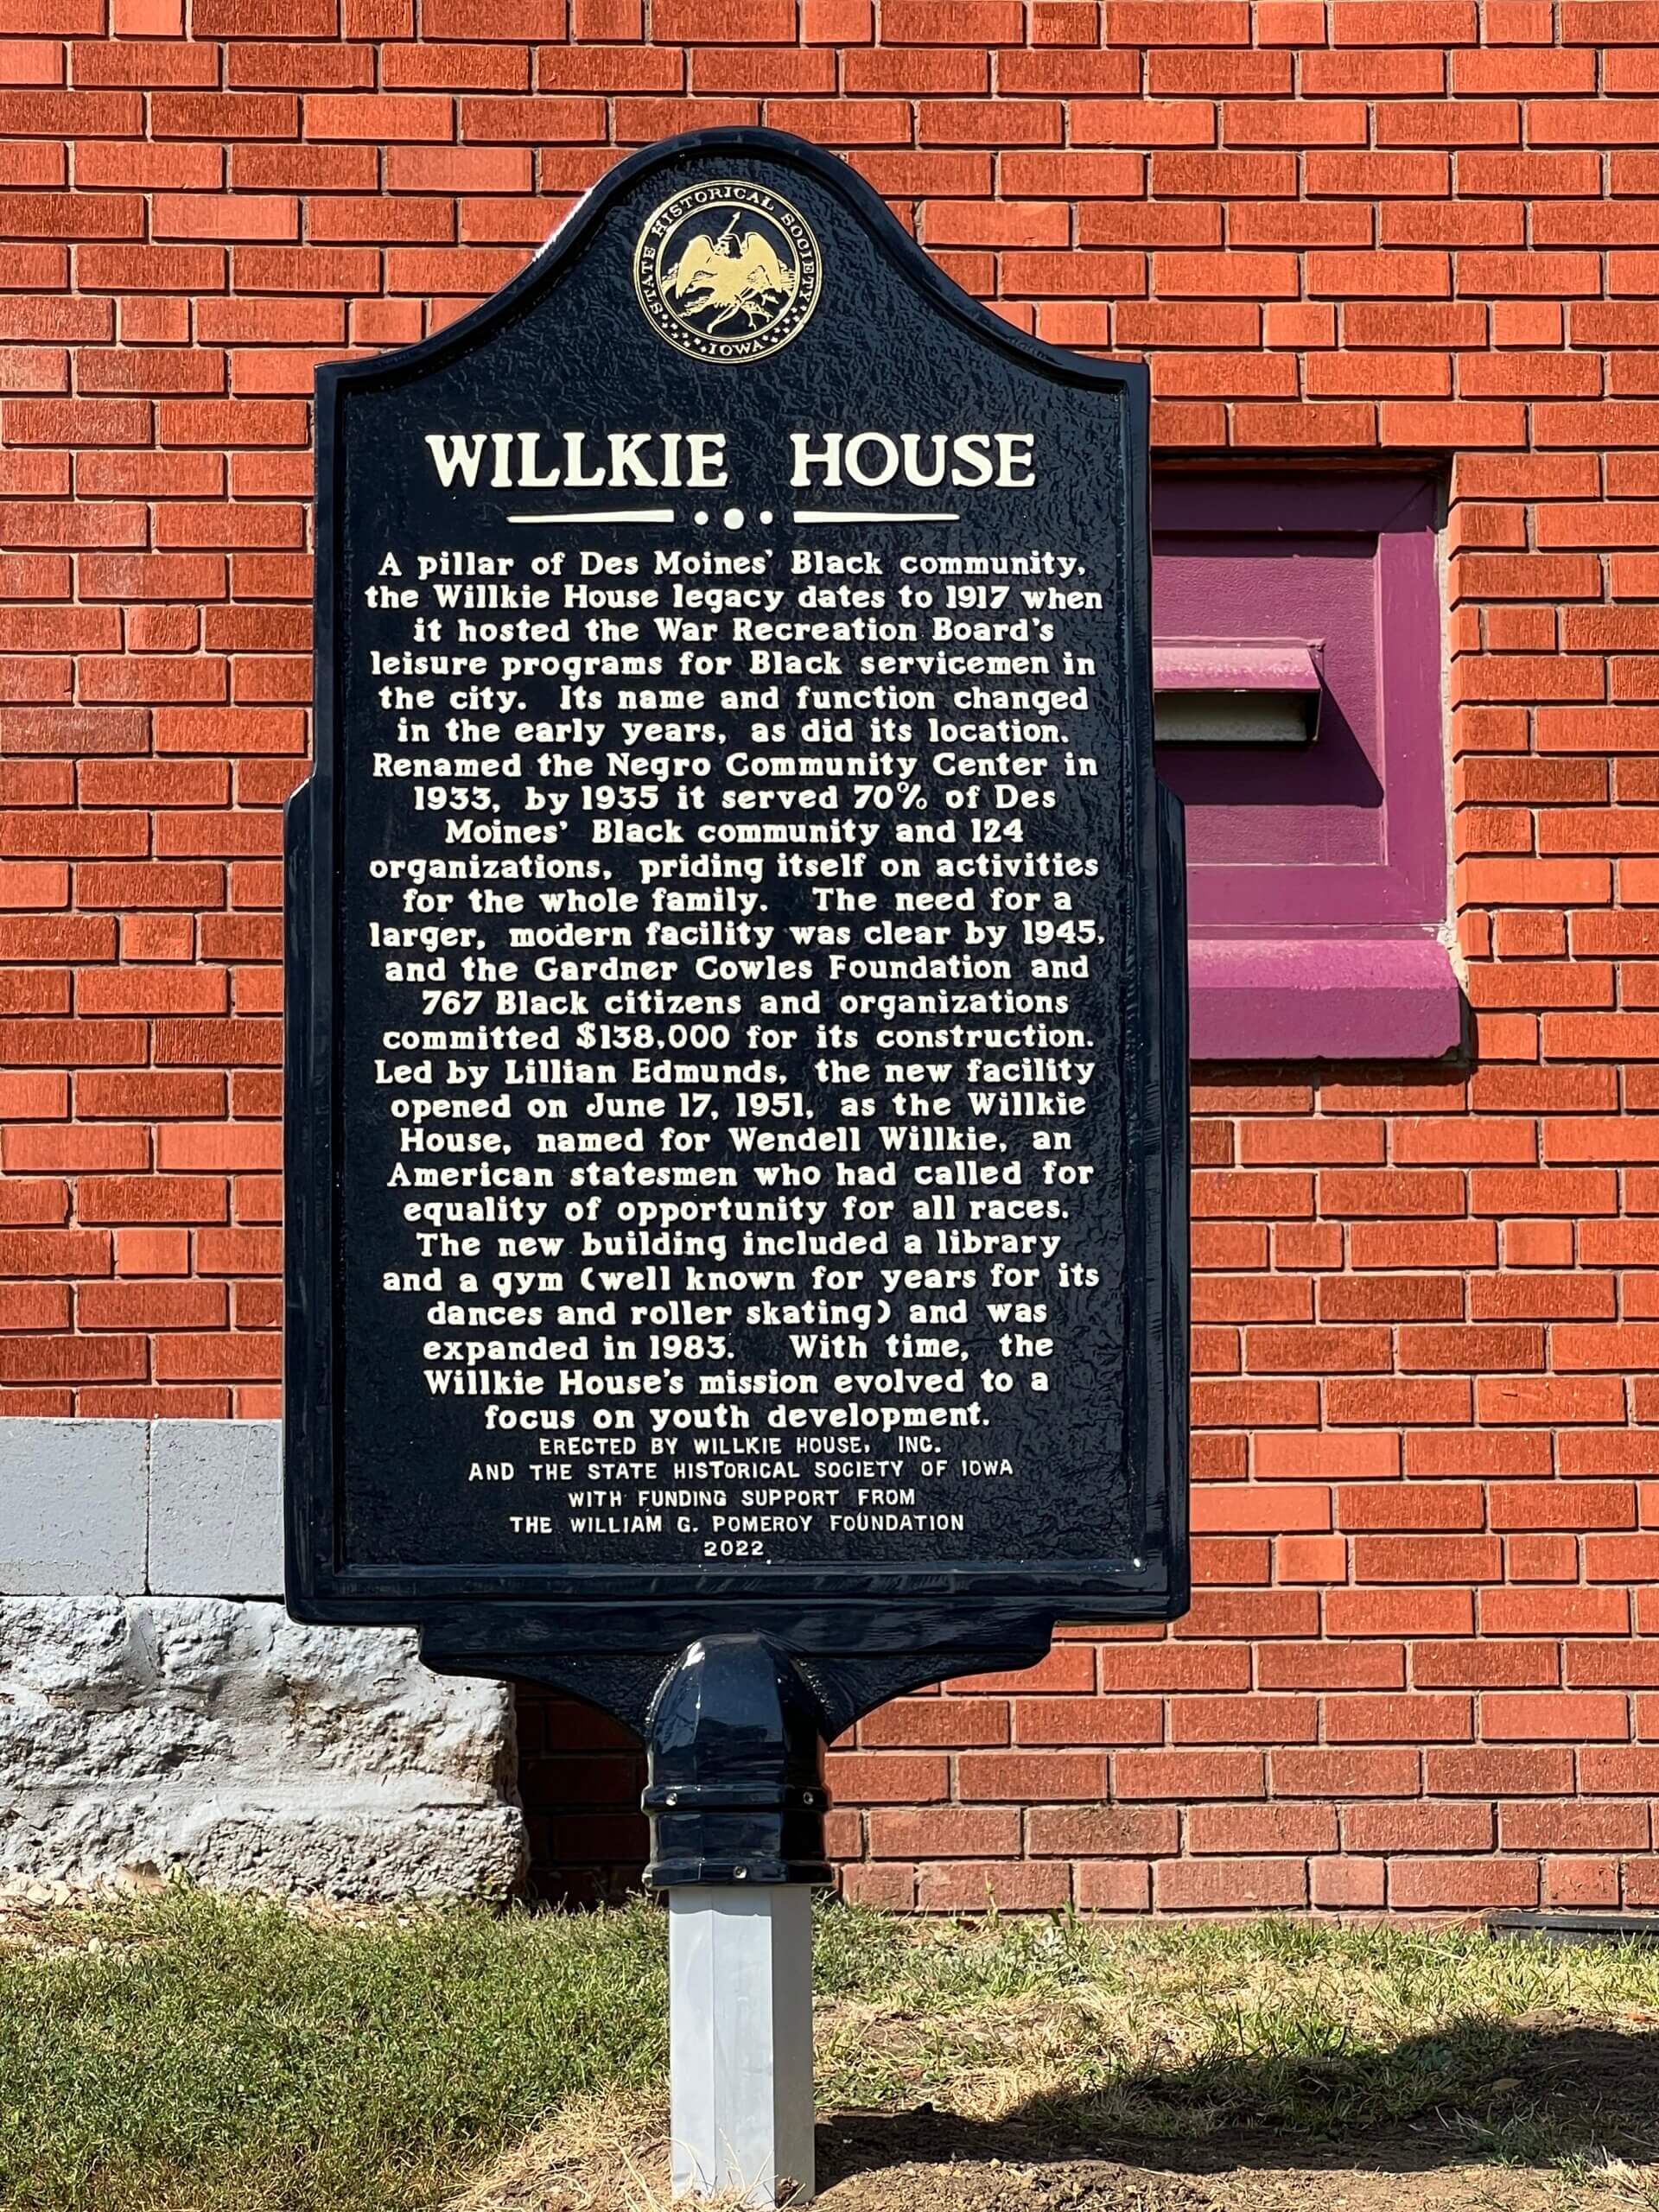 STATE HISTORICAL SOCIETY
IOWA
WILLKIE HOUSE
A pillar of Des Moines' Black community,
the Willkie House legacy dates to 1917 when
it hosted the War Recreation Board's
leisure programs for Black servicemen in
the city. Its name and function changed
in the early years, as did its location.
Renamed the Negro Community Center in
1933, by 1935 it served 70% of Des
Moines' Black community and 124
organizations, priding itself on activities
for the whole family. The need for a
larger, modern facility was clear by 1945,
and the Gardner Cowles Foundation and
767 Black citizens and organizations
committed $138,000 for its construction.
Led by Lillian Edmunds, the new facility
opened on June 17, 1951, as the Willkie
House, named for Wendell Willkie, an
American statesmen who had called for
equality of opportunity for all races.
The new building included a library
and a gym (well known for years for its
dances and roller skating) and was
expanded in 1983. With time, the
Willkie House's mission evolved to a
focus on youth development.
ERECTED BY WILLKIE HOUSE, INC.
AND THE STATE HISTORICAL SOCIETY OF IOWA
WITH FUNDING SUPPORT FROM
THE WILLIAM G. POMEROY FOUNDATION
2022